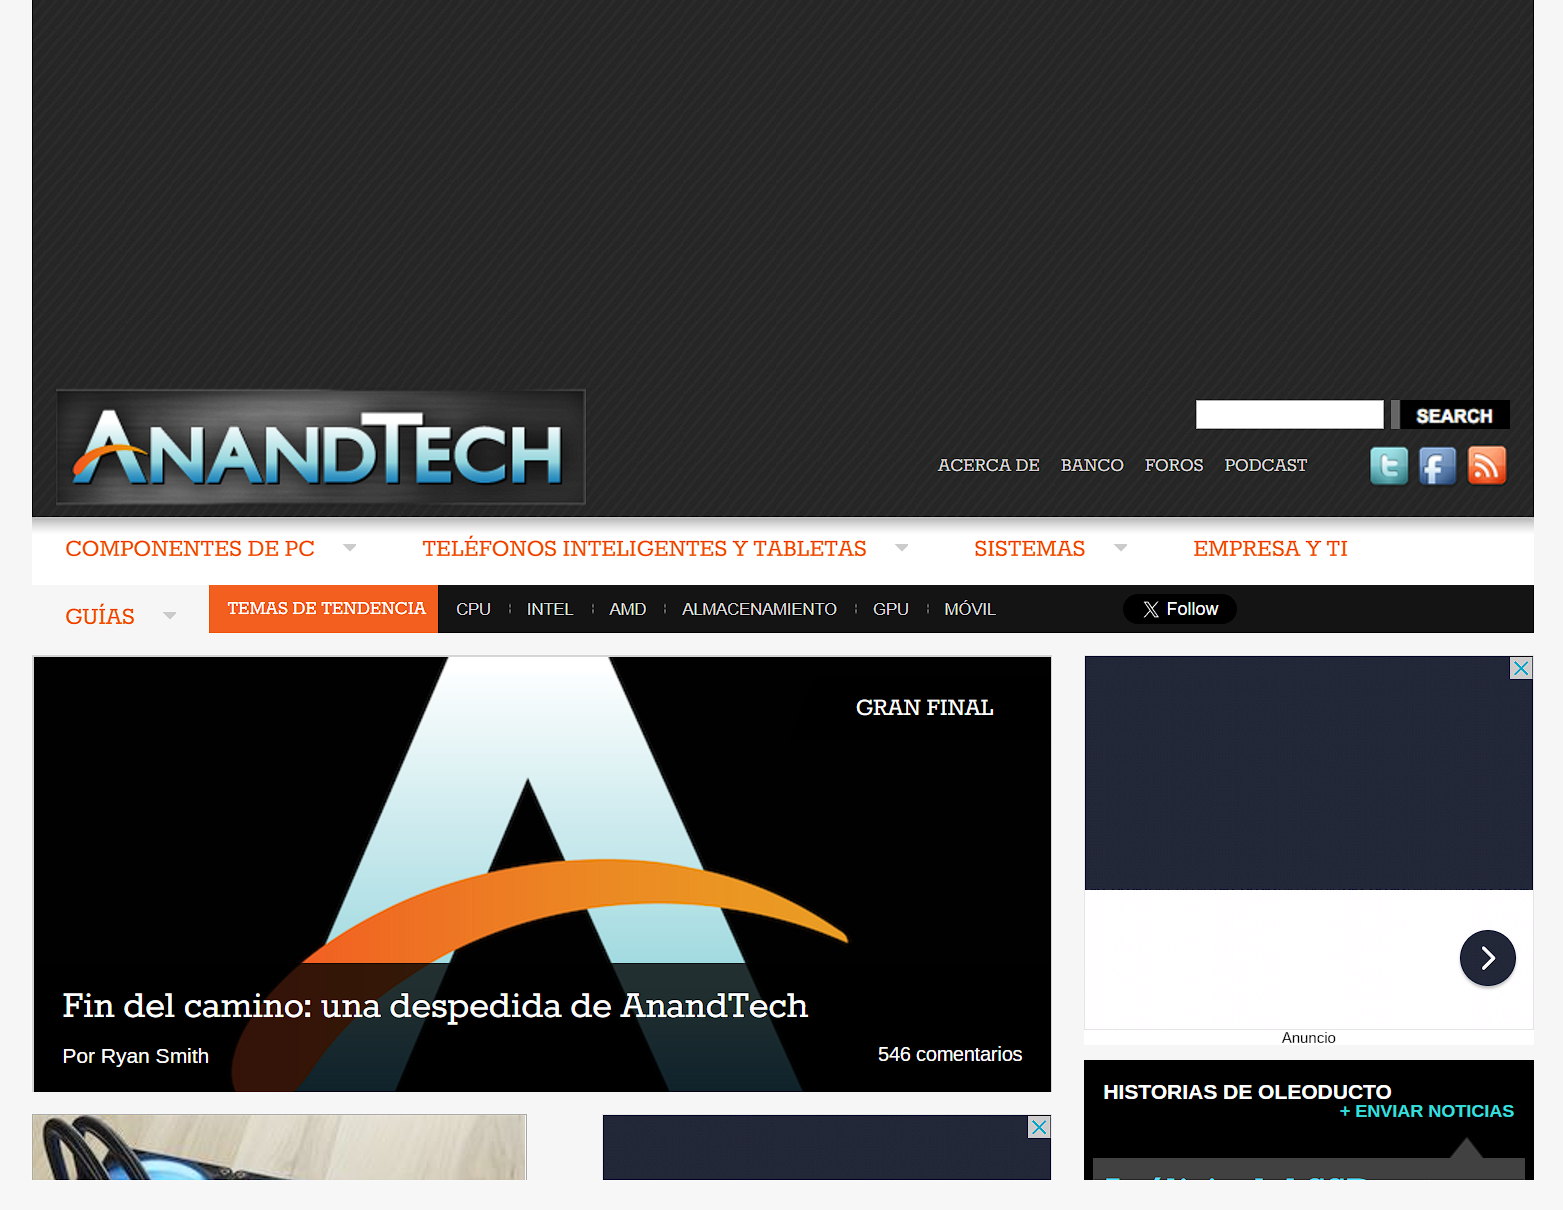 ANANDTECH
SEARCH
ACERCA DE BANCO FOROS PODCAST
COMPONENTES DE PC TELÉFONOS INTELIGENTES Y TABLETAS SISTEMAS EMPRESA Y TI
GUÍAS TEMAS DE TENDENCIA CPU INTEL AMD ALMACENAMIENTO GPU MÓVIL Follow
GRAN FINAL
Fin del camino: una despedida de AnandTech
Por Ryan Smith 546 comentarios
Anuncio
HISTORIAS DE OLEODUCTO
+ ENVIAR NOTICIAS